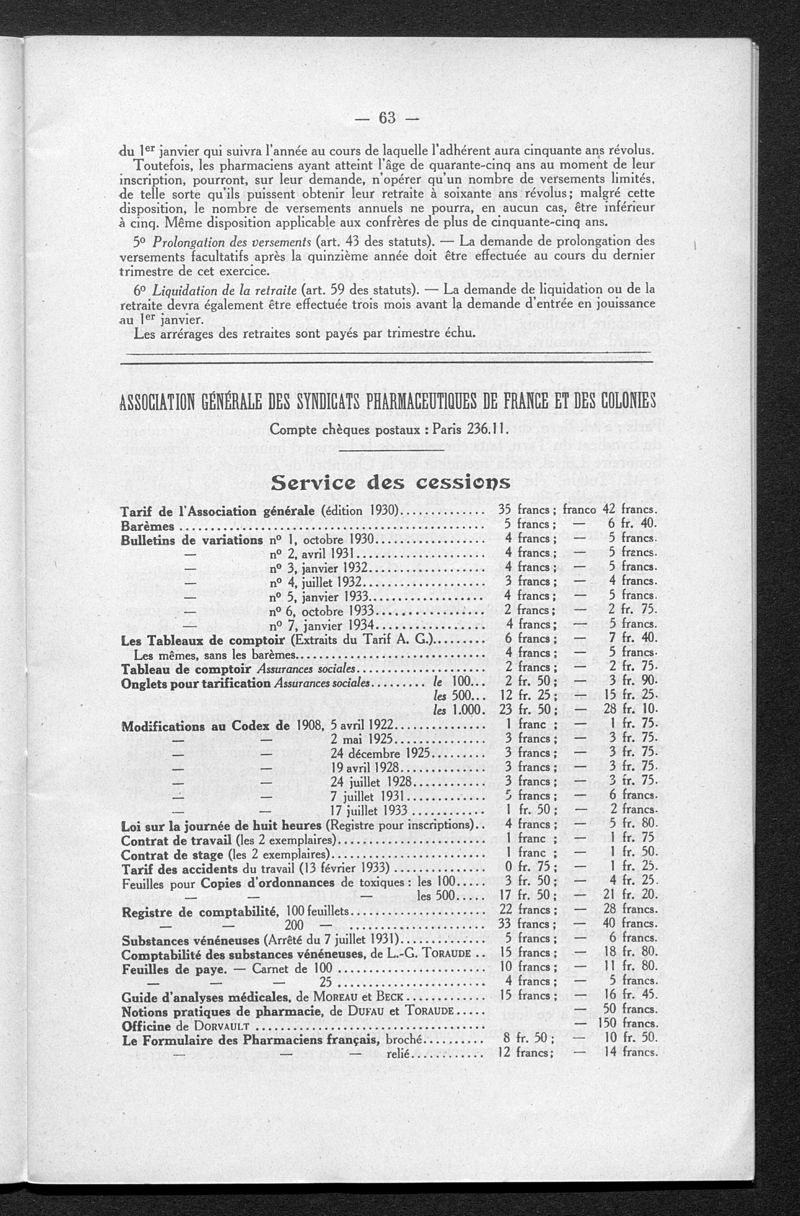 — 63 —
du 1er janvier qui suivra l'année au cours de laquelle l'adhérent aura cinquante ans révolus.
Toutefois, les pharmaciens ayant atteint l'âge de quarante-cinq ans au moment de leur
inscription, pourront, sur leur demande, n'opérer qu'un nombre de versements limités,
de telle sorte qu'ils puissent obtenir leur retraite à soixante ans révolus; malgré cette
disposition, le nombre de versements annuels ne pourra, en aucun cas, être inférieur
à cinq. Même disposition applicable aux confrères de plus de cinquante-cinq ans.
5o Prolongation des versements (art. 43 des statuts). — La demande de prolongation des
versements facultatifs après la quinzième année doit être effectuée au cours du dernier
trimestre de cet exercice.
6o Liquidation de la retraite (art. 59 des statuts). — La demande de liquidation ou de la
retraite devra également être effectuée trois mois avant la demande d'entrée en jouissance
au 1er janvier.
Les arrérages des retraites sont payés par trimestre échu.
ASSOCIATION GÉNÉRALE DES SYNDICATS PHARMACEUTIQUES DE FRANCE ET DES COLONIES
Compte chèques postaux : Paris 236.11.
Service des cessions
Tarif de l'Association générale (édition 1930).............. 35 francs; franco 42 francs.
Barèmes .................................................. 5 francs; — 6 fr. 40.
Bulletins de variations no 1, octobre 1930.................. 4 francs; — 5 francs.
— no 2, avril 1931..................... 4 francs; — 5 francs.
— no 3, janvier 1932................... 4 francs; — 5 francs.
— no 4, juillet 1932.................... 3 francs; — 4 francs.
— no 5, janvier 1933................... 4 francs; — 5 francs.
— no 6, octobre 1933.................. 2 francs; — 2 fr. 75.
— no 7, janvier 1934.................. 4 francs; — 5 francs.
Les Tableaux de comptoir (Extraits du Tarif A. G.)......... 6 francs; — 7 fr. 40.
Les mêmes, sans les barèmes............................... 4 francs; — 5 francs.
Tableau de comptoir Assurances sociales..................... 2 francs; — 2 fr. 75.
Onglets pour tarification Assurances sociales......... le 100... 2 fr. 50; — 3 fr. 90.
les 500... 12 fr. 25; — 15 fr. 25.
les 1.000. 23 fr. 50; — 28 fr. 10.
Modifications au Codex de 1908, 5 avril 1922............... 1 franc ; — 1 fr. 75.
— — 2 mai 1925............... 3 francs; — 3 fr. 75.
— — 24 décembre 1925......... 3 francs; — 3 fr. 75.
— — 19 avril 1928.............. 3 francs; — 3 fr. 75.
— — 24 juillet 1928............ 3 francs; — 3 fr. 75.
— — 7 juillet 1931............. 5 francs; — 6 francs.
— — 17 juillet 1933 ............ 1 fr. 50; — 2 francs.
Loi sur la journée de huit heures (Registre pour inscriptions).. 4 francs; — 5 fr. 80.
Contrat de travail (les 2 exemplaires)........................ 1 franc ; — 1 fr. 75
Contrat de stage (les 2 exemplaires)......................... 1 franc ; — 1 fr. 50.
Tarif des accidents du travail (13 février 1933) ............... 0 fr. 75; — 1 fr. 25.
Feuilles pour Copies d'ordonnances de toxiques : les 100..... 3 fr. 50; — 4 fr. 25.
— — — les 500..... 17 fr. 50; — 21 fr. 20.
Registre de comptabilité, 100 feuillets...................... 22 francs; — 28 francs.
— — 200 — ...................... 33 francs; — 40 francs.
Substances vénéneuses (Arrêté du 7 juillet 1931).............. 5 francs; — 6 francs.
Comptabilité des substances vénéneuses, de L.-G. TORAUDE .. 15 francs; — 18 fr. 80.
Feuilles de paye. — Carnet de 100 ........................ 10 francs; — 11 fr. 80.
— — — 25 ........................ 4 francs; — 5 francs.
Guide d'analyses médicales, de MOREAU et BECK............. 15 francs; — 16 fr. 45.
Notions pratiques de pharmacie, de DUFAU et TORAUDE..... — 50 francs.
Officine de DORVAULT ...................................... — 150 francs.
Le Formulaire des Pharmaciens français, broché.......... 8 fr. 50; — 10 fr. 50.
— — — relié............ 12 francs; — 14 francs.